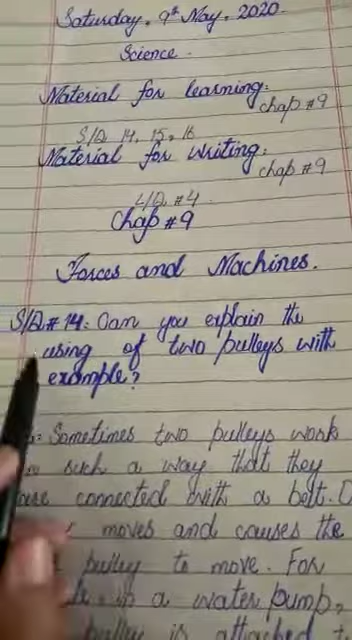 Saturday, 9th May, 2020
Science.
Material for learning:
chap #9
S/Q 14, 15, 16
Material for writing:
chap #9
L/Q #4
Chap #9
Forces and Machines.
S/Q # 14: Can you explain the
using of two pulleys with
example?
Sometimes two pulleys work
such a way that they
are connected with a belt.
moves and causes the
pulley to move. For
in a water pump,
pulley is attached